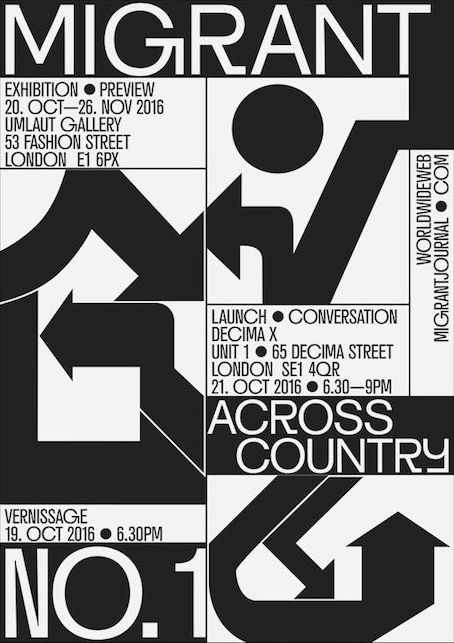 MIGRANT
EXHIBITION ● PREVIEW
20. OCT—26. NOV 2016
UMLAUT GALLERY
53 FASHION STREET
LONDON E1 6PX
WORLDWIDEWEB
MIGRANTJOURNAL ● COM
LAUNCH ● CONVERSATION
DECIMA X
UNIT 1 ● 65 DECIMA STREET
LONDON SE1 4QR
21. OCT 2016 ● 6.30—9PM
ACROSS
COUNTRY
VERNISSAGE
19. OCT 2016 ● 6.30PM
NO.1